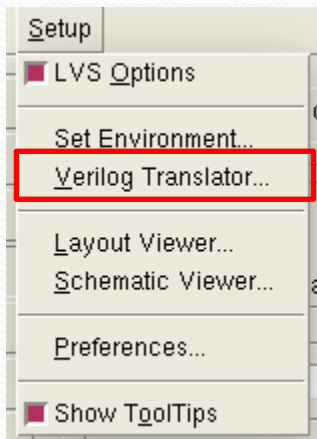 Setup
LVS Options
Set Environment...
Verilog Translator...
Layout Viewer...
Schematic Viewer...
Preferences...
Show ToolTips